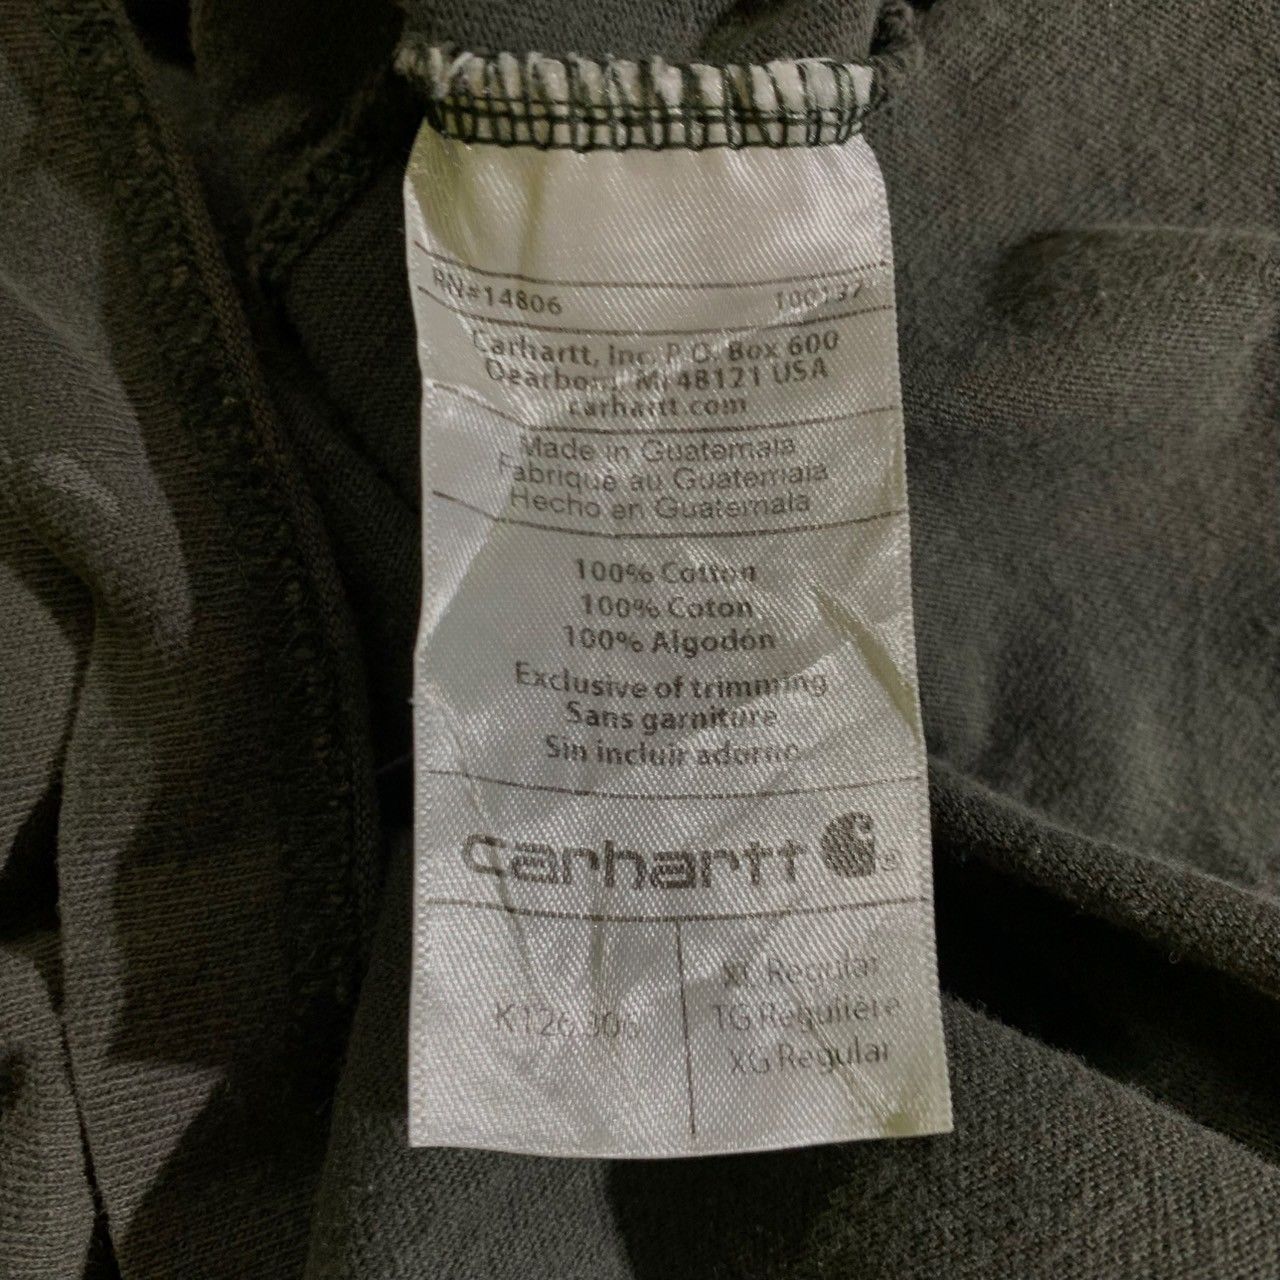 RN#14806
Carhartt, Inc. P.O. Box 600
Dearborn, MI 48121 USA
carhartt.com
Made in Guatemala
Fabriqué au Guatemala
Hecho en Guatemala
100% Cotton
100% Coton
100% Algodón
Exclusive of trimming
Sans garniture
Sin incluir adorno
carhartt
XL Regular
TG Regulière
XG Regular